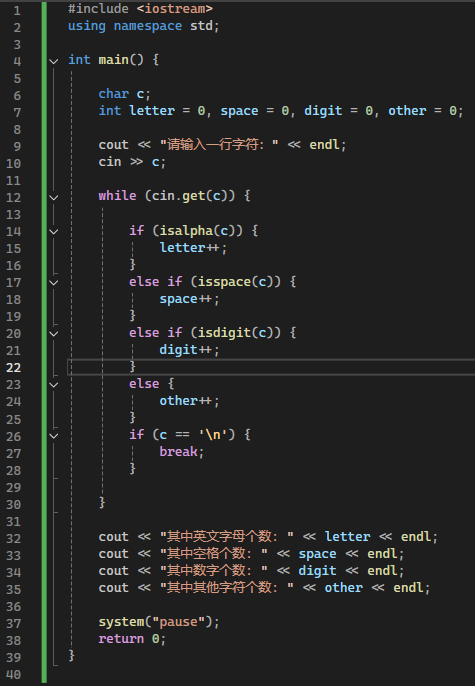 1 #include <iostream>
2 using namespace std;
3
4 int main() {
5
6 char c;
7 int letter = 0, space = 0, digit = 0, other = 0;
8
9 cout << "请输入一行字符：" << endl;
10 cin >> c;
11
12 while (cin.get(c)) {
13
14 if (isalpha(c)) {
15 letter++;
16 }
17 else if (isspace(c)) {
18 space++;
19 }
20 else if (isdigit(c)) {
21 digit++;
22 }
23 else {
24 other++;
25 }
26 if (c == '\n') {
27 break;
28 }
29
30 }
31
32 cout << "其中英文字母个数：" << letter << endl;
33 cout << "其中空格个数：" << space << endl;
34 cout << "其中数字个数：" << digit << endl;
35 cout << "其中其他字符个数：" << other << endl;
36
37 system("pause");
38 return 0;
39 }
40